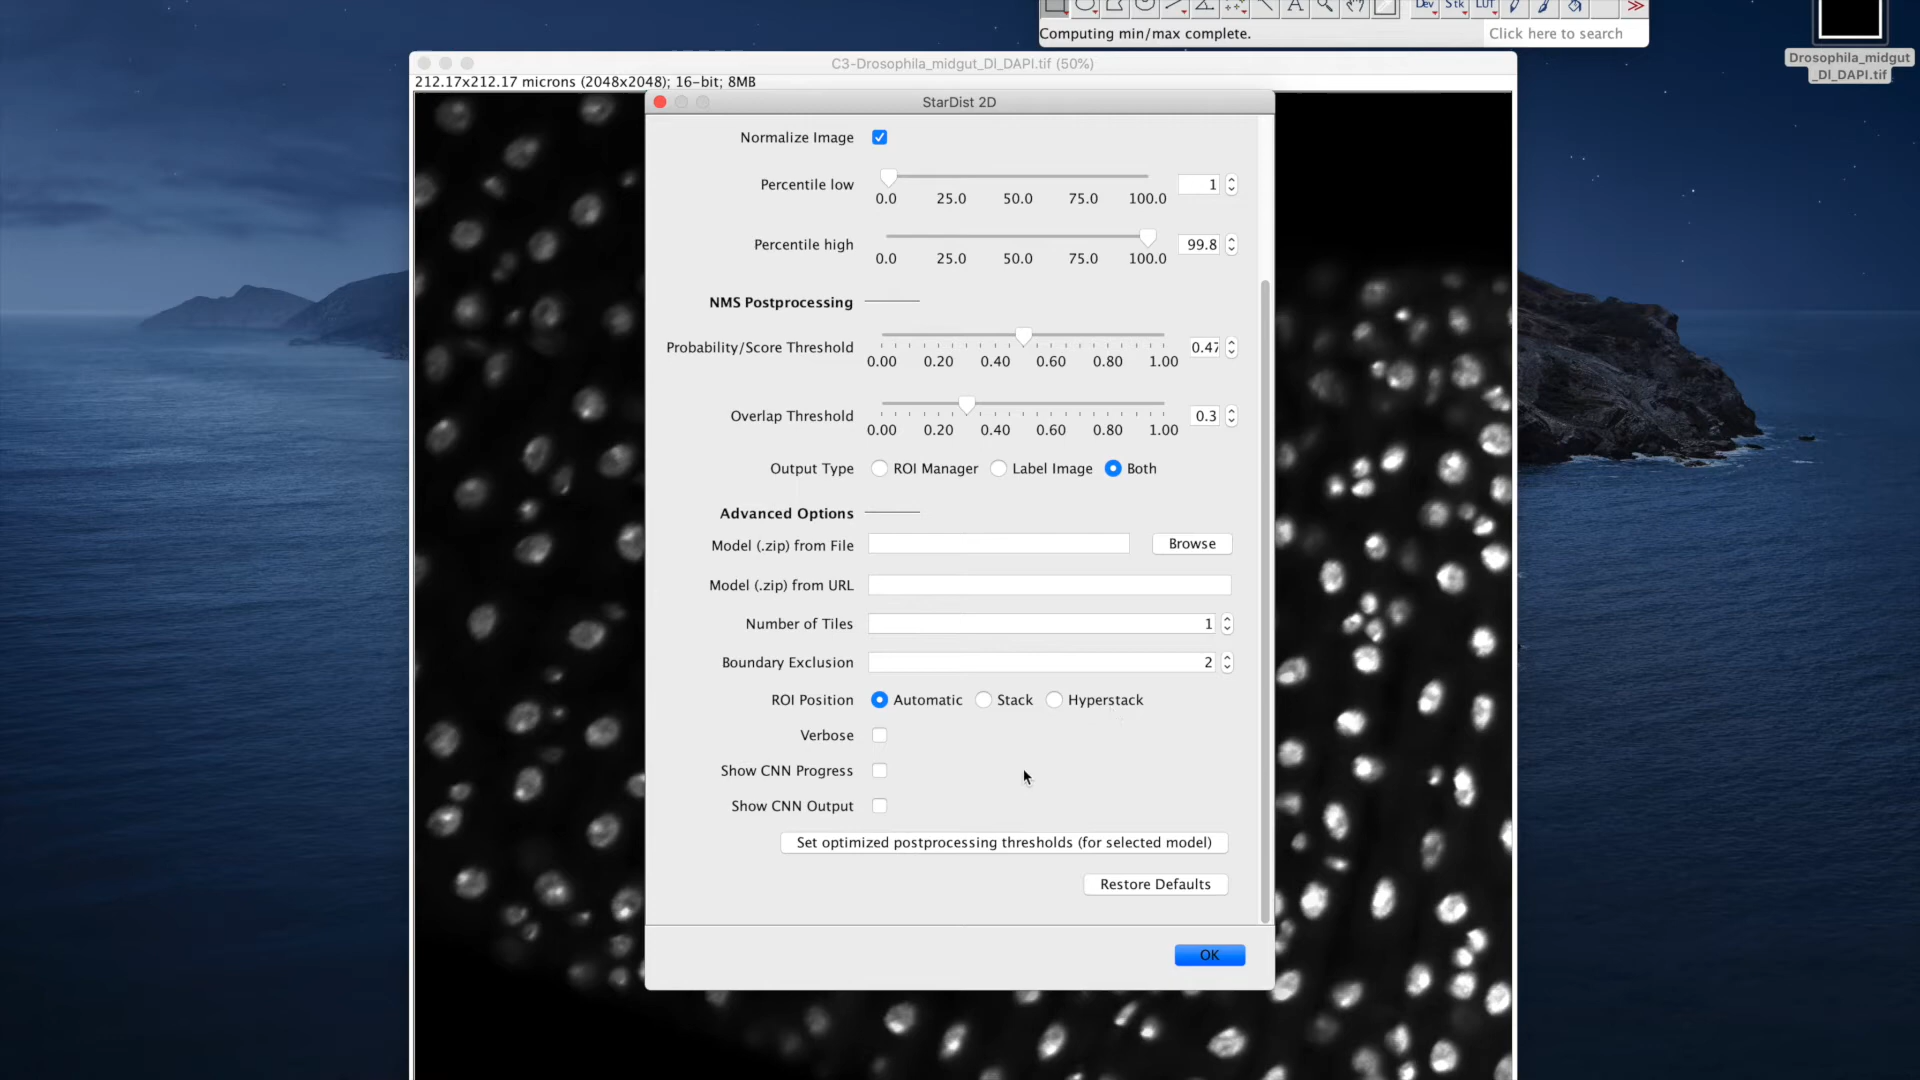 Dev Stk LUT
Computing min/max complete.
Click here to search
Drosophila_midgut
_Dl_DAPI.tif
C3-Drosophila_midgut_Dl_DAPI.tif (50%)
212.17x212.17 microns (2048x2048); 16-bit; 8MB
StarDist 2D
Normalize Image
Percentile low 1
0.0 25.0 50.0 75.0 100.0
Percentile high 99.8
0.0 25.0 50.0 75.0 100.0
NMS Postprocessing
Probability/Score Threshold 0.47
0.00 0.20 0.40 0.60 0.80 1.00
Overlap Threshold 0.3
0.00 0.20 0.40 0.60 0.80 1.00
Output Type ROI Manager Label Image Both
Advanced Options
Model (.zip) from File Browse
Model (.zip) from URL
Number of Tiles 1
Boundary Exclusion 2
ROI Position Automatic Stack Hyperstack
Verbose
Show CNN Progress
Show CNN Output
Set optimized postprocessing thresholds (for selected model)
Restore Defaults
OK